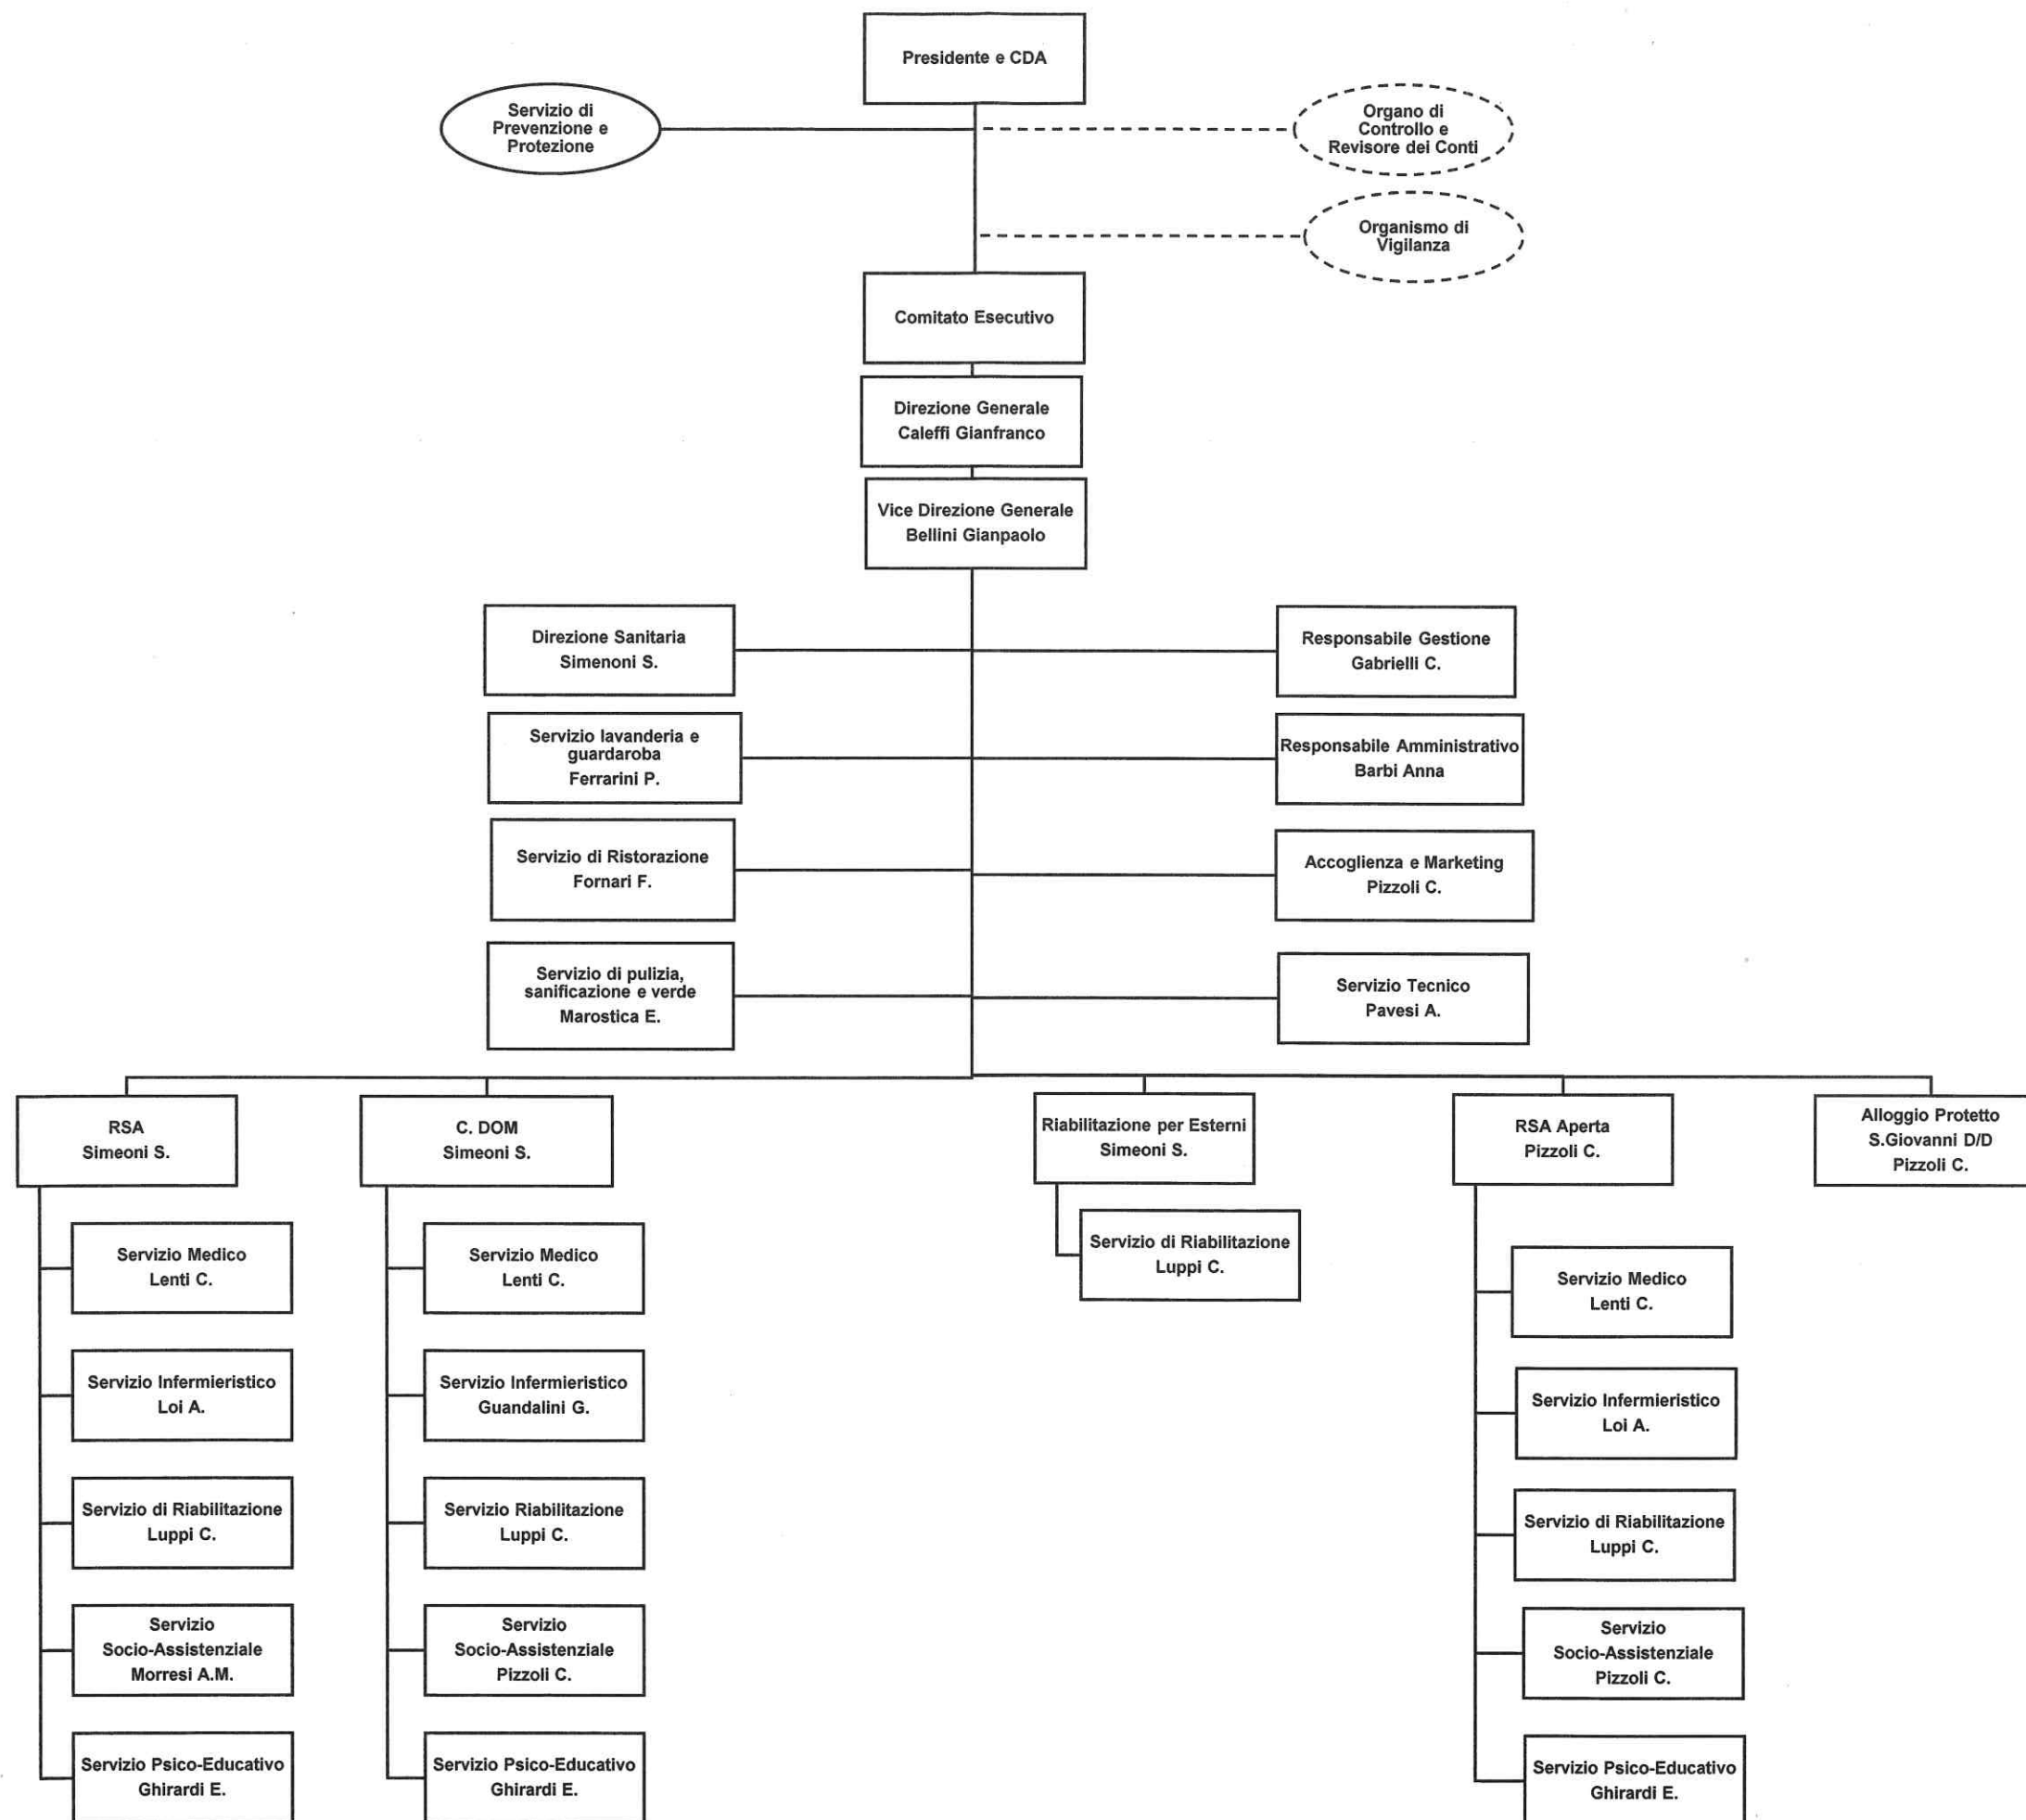 Presidente e CDA
Servizio di
Prevenzione e
Protezione
Organo di
Controllo e
Revisore dei Conti
Organismo di
Vigilanza
Comitato Esecutivo
Direzione Generale
Caleffi Gianfranco
Vice Direzione Generale
Bellini Gianpaolo
Direzione Sanitaria
Simenoni S.
Responsabile Gestione
Gabrielli C.
Servizio lavanderia e
guardaroba
Ferrarini P.
Responsabile Amministrativo
Barbi Anna
Servizio di Ristorazione
Fornari F.
Accoglienza e Marketing
Pizzoli C.
Servizio di pulizia,
sanificazione e verde
Marostica E.
Servizio Tecnico
Pavesi A.
RSA
Simeoni S.
C. DOM
Simeoni S.
Riabilitazione per Esterni
Simeoni S.
RSA Aperta
Pizzoli C.
Alloggio Protetto
S.Giovanni D/D
Pizzoli C.
Servizio Medico
Lenti C.
Servizio Infermieristico
Loi A.
Servizio di Riabilitazione
Luppi C.
Servizio
Socio-Assistenziale
Morresi A.M.
Servizio Psico-Educativo
Ghirardi E.
Servizio Medico
Lenti C.
Servizio Infermieristico
Guandalini G.
Servizio Riabilitazione
Luppi C.
Servizio
Socio-Assistenziale
Pizzoli C.
Servizio Psico-Educativo
Ghirardi E.
Servizio di Riabilitazione
Luppi C.
Servizio Medico
Lenti C.
Servizio Infermieristico
Loi A.
Servizio di Riabilitazione
Luppi C.
Servizio
Socio-Assistenziale
Pizzoli C.
Servizio Psico-Educativo
Ghirardi E.